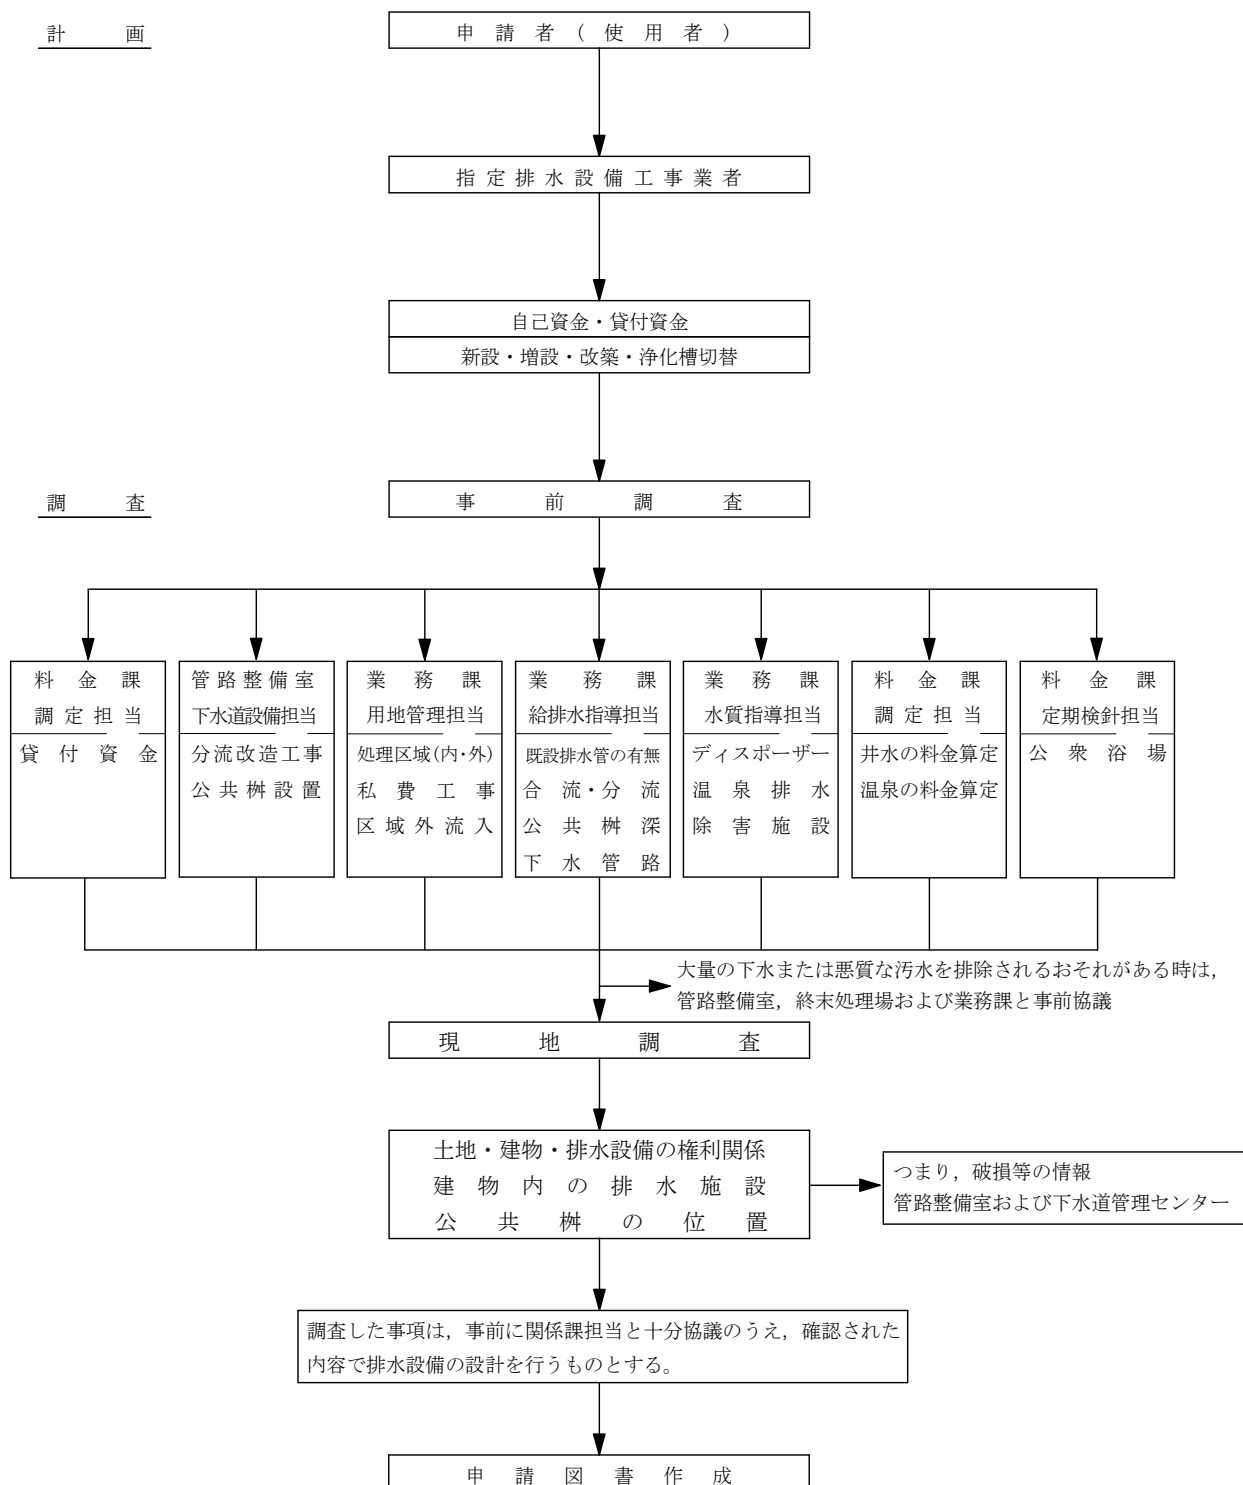 計画
申請者(使用者)
指定排水設備工事業者
自己資金・貸付資金
新設・増設・改築・浄化槽切替
調査
事前調査
料金課
調定担当
貸付資金
管路整備室
下水道設備担当
分流改造工事
公共桝設置
業務課
用地管理担当
処理区域(内・外)
私費工事
区域外流入
業務課
給排水指導担当
既設排水管の有無
合流・分流
公共桝深
下水管路
業務課
水質指導担当
ディスポーザー
温泉排水
除害施設
料金課
調定担当
井水の料金算定
温泉の料金算定
料金課
定期検針担当
公衆浴場
大量の下水または悪質な汚水を排除されるおそれがある時は,
管路整備室,終末処理場および業務課と事前協議
現地調査
土地・建物・排水設備の権利関係
建物内の排水施設
公共桝の位置
つまり,破損等の情報
管路整備室および下水道管理センター
調査した事項は,事前に関係課担当と十分協議のうえ,確認された
内容で排水設備の設計を行うものとする。
申請図書作成